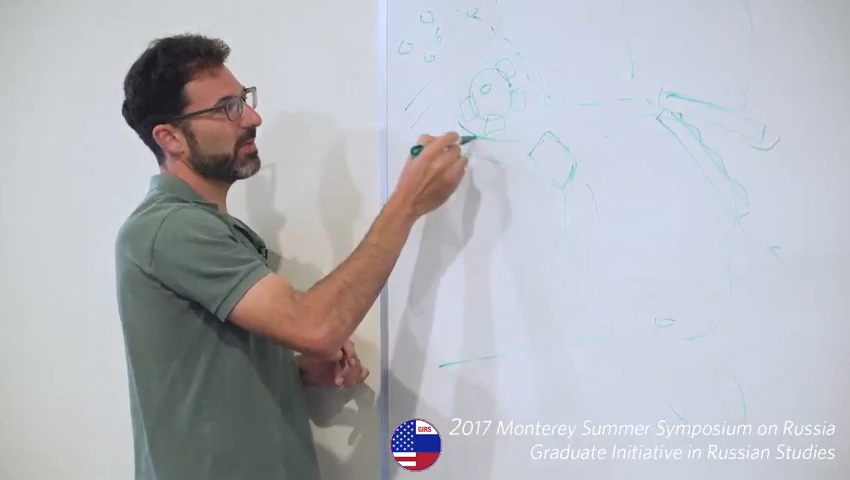 GIRS
2017 Monterey Summer Symposium on Russia
Graduate Initiative in Russian Studies